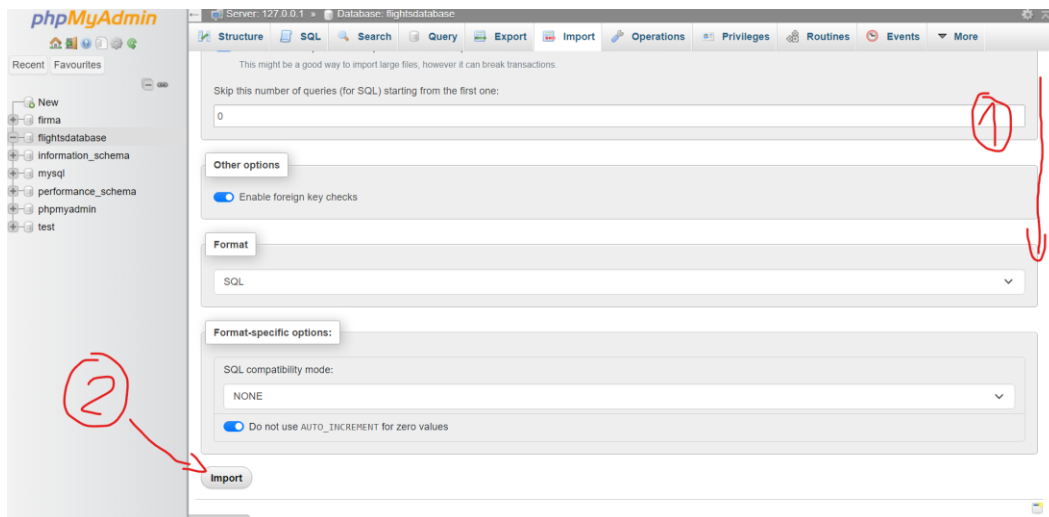 phpMyAdmin
Recent Favourites
New
firma
flightsdatabase
information_schema
mysql
performance_schema
phpmyadmin
test
Server: 127.0.0.1 » Database: flightsdatabase
Structure SQL Search Query Export Import Operations Privileges Routines Events More
This might be a good way to import large files, however it can break transactions.
Skip this number of queries (for SQL) starting from the first one:
0
1
Other options
Enable foreign key checks
Format
SQL
Format-specific options:
SQL compatibility mode:
NONE
Do not use AUTO_INCREMENT for zero values
2
Import